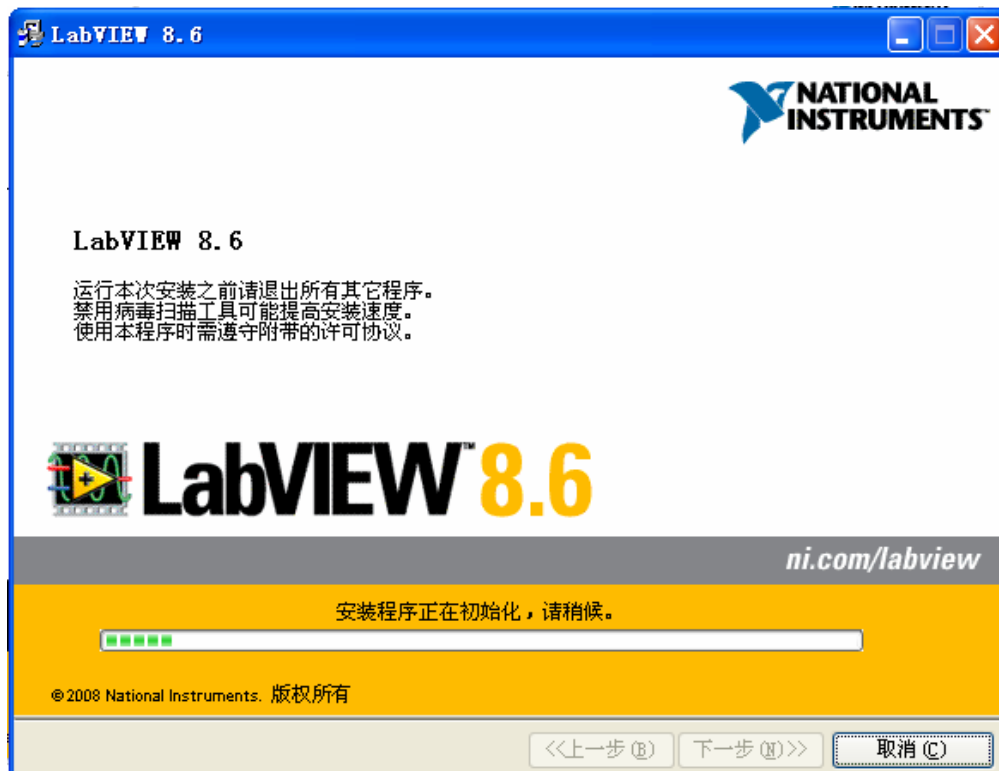 LabVIEW 8.6
NATIONAL
INSTRUMENTS™
LabVIEW 8.6
运行本次安装之前请退出所有其它程序。
禁用病毒扫描工具可能提高安装速度。
使用本程序时需遵守附带的许可协议。
LabVIEW™ 8.6
ni.com/labview
安装程序正在初始化，请稍候。
©2008 National Instruments. 版权所有
<<上一步(B) 下一步(N)>> 取消(C)